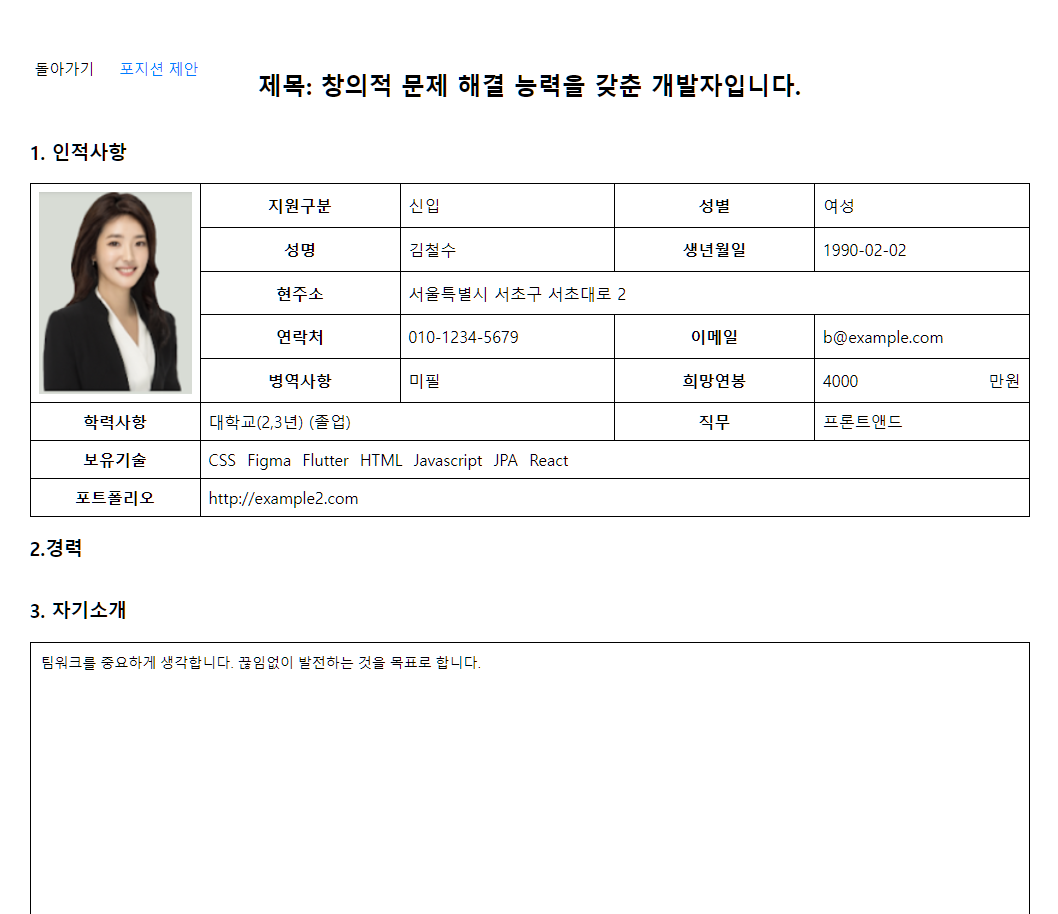 돌아가기 포지션 제안
제목: 창의적 문제 해결 능력을 갖춘 개발자입니다.
1. 인적사항
지원구분 신입 성별 여성
성명 김철수 생년월일 1990-02-02
현주소 서울특별시 서초구 서초대로 2
연락처 010-1234-5679 이메일 b@example.com
병역사항 미필 희망연봉 4000 만원
학력사항 대학교(2,3년) (졸업) 직무 프론트앤드
보유기술 CSS Figma Flutter HTML Javascript JPA React
포트폴리오 http://example2.com
2.경력
3. 자기소개
팀워크를 중요하게 생각합니다. 끊임없이 발전하는 것을 목표로 합니다.